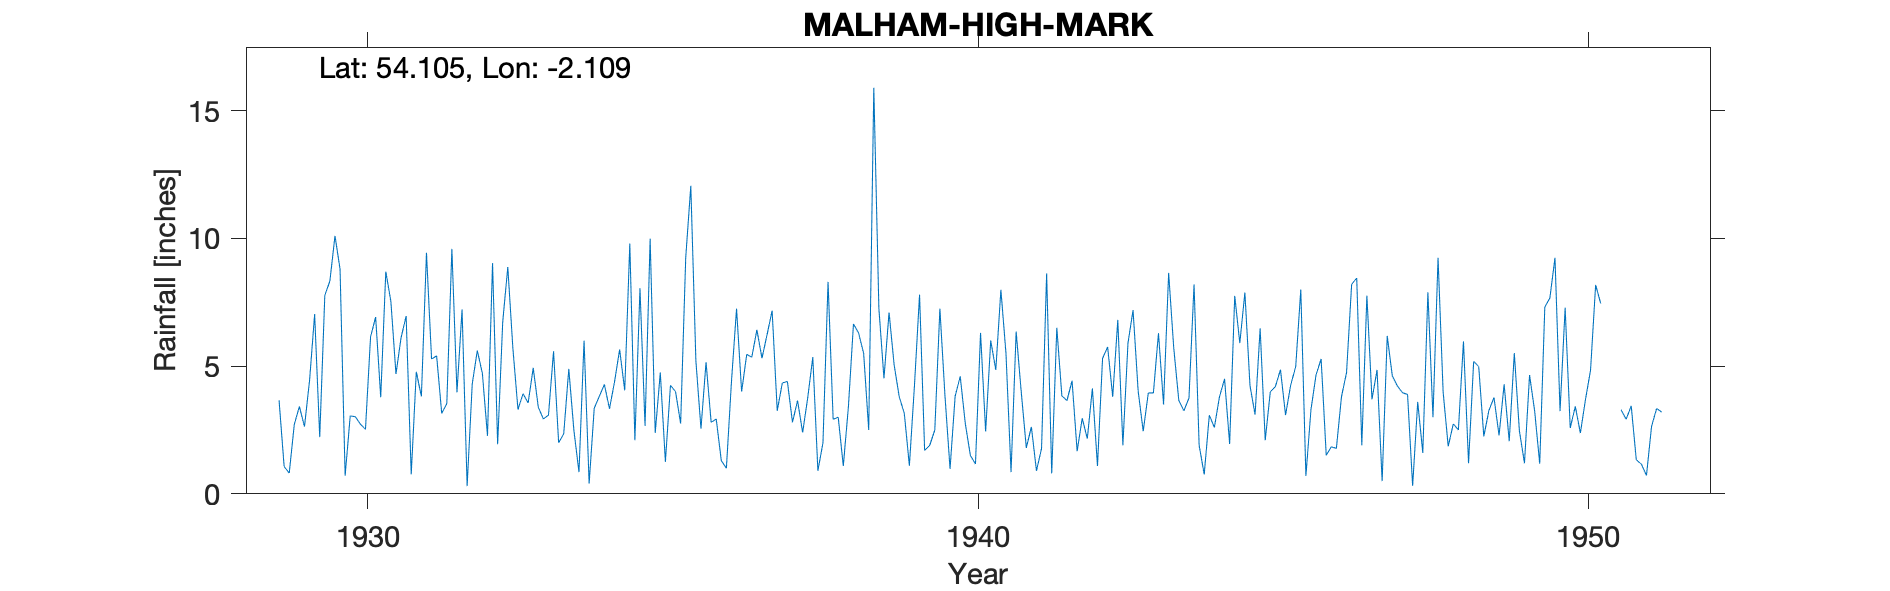 MALHAM-HIGH-MARK
Lat: 54.105, Lon: -2.109
15
10
5
0
Rainfall [inches]
1930
1940
1950
Year